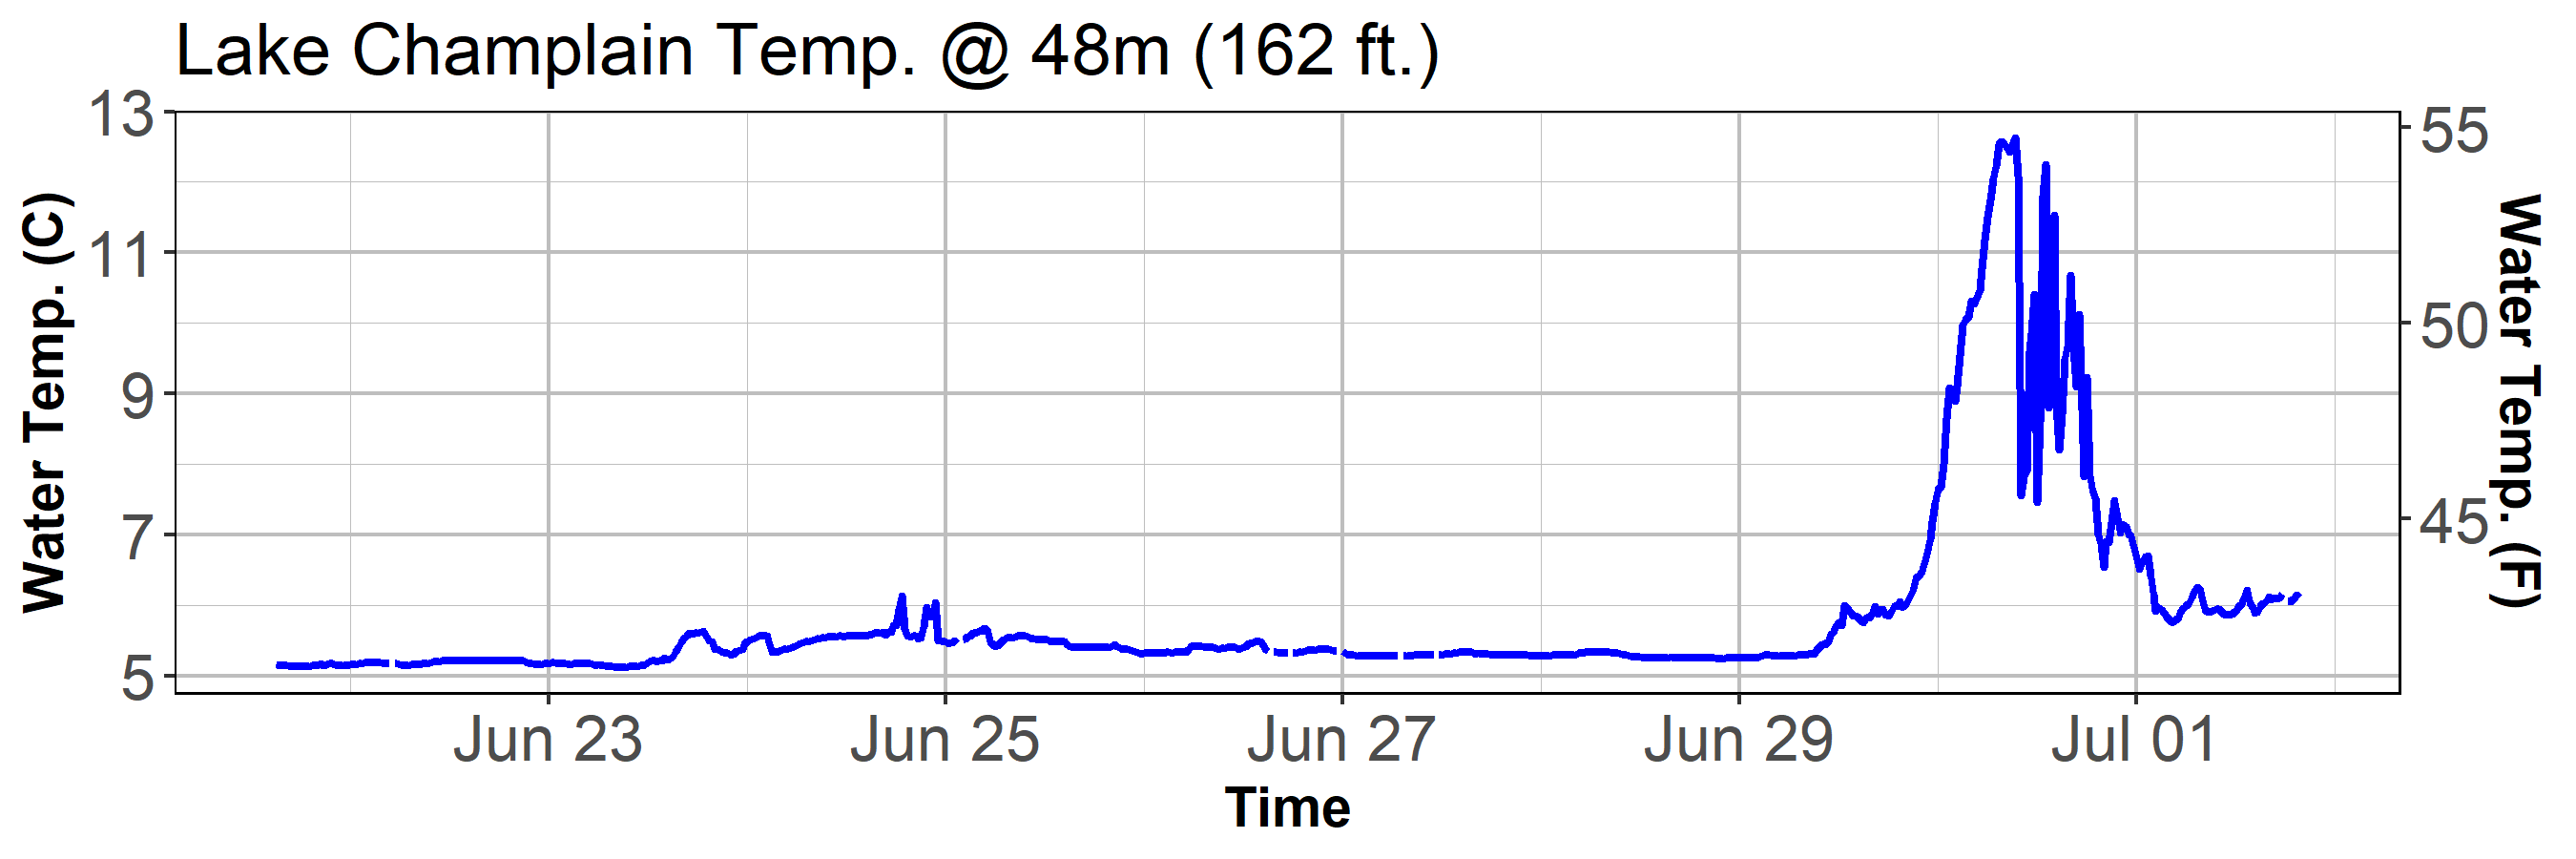 Lake Champlain Temp. @ 48m (162 ft.)
13
11
9
7
5
Water Temp. (C)
55
50
45
Water Temp. (F)
Jun 23 Jun 25 Jun 27 Jun 29 Jul 01
Time